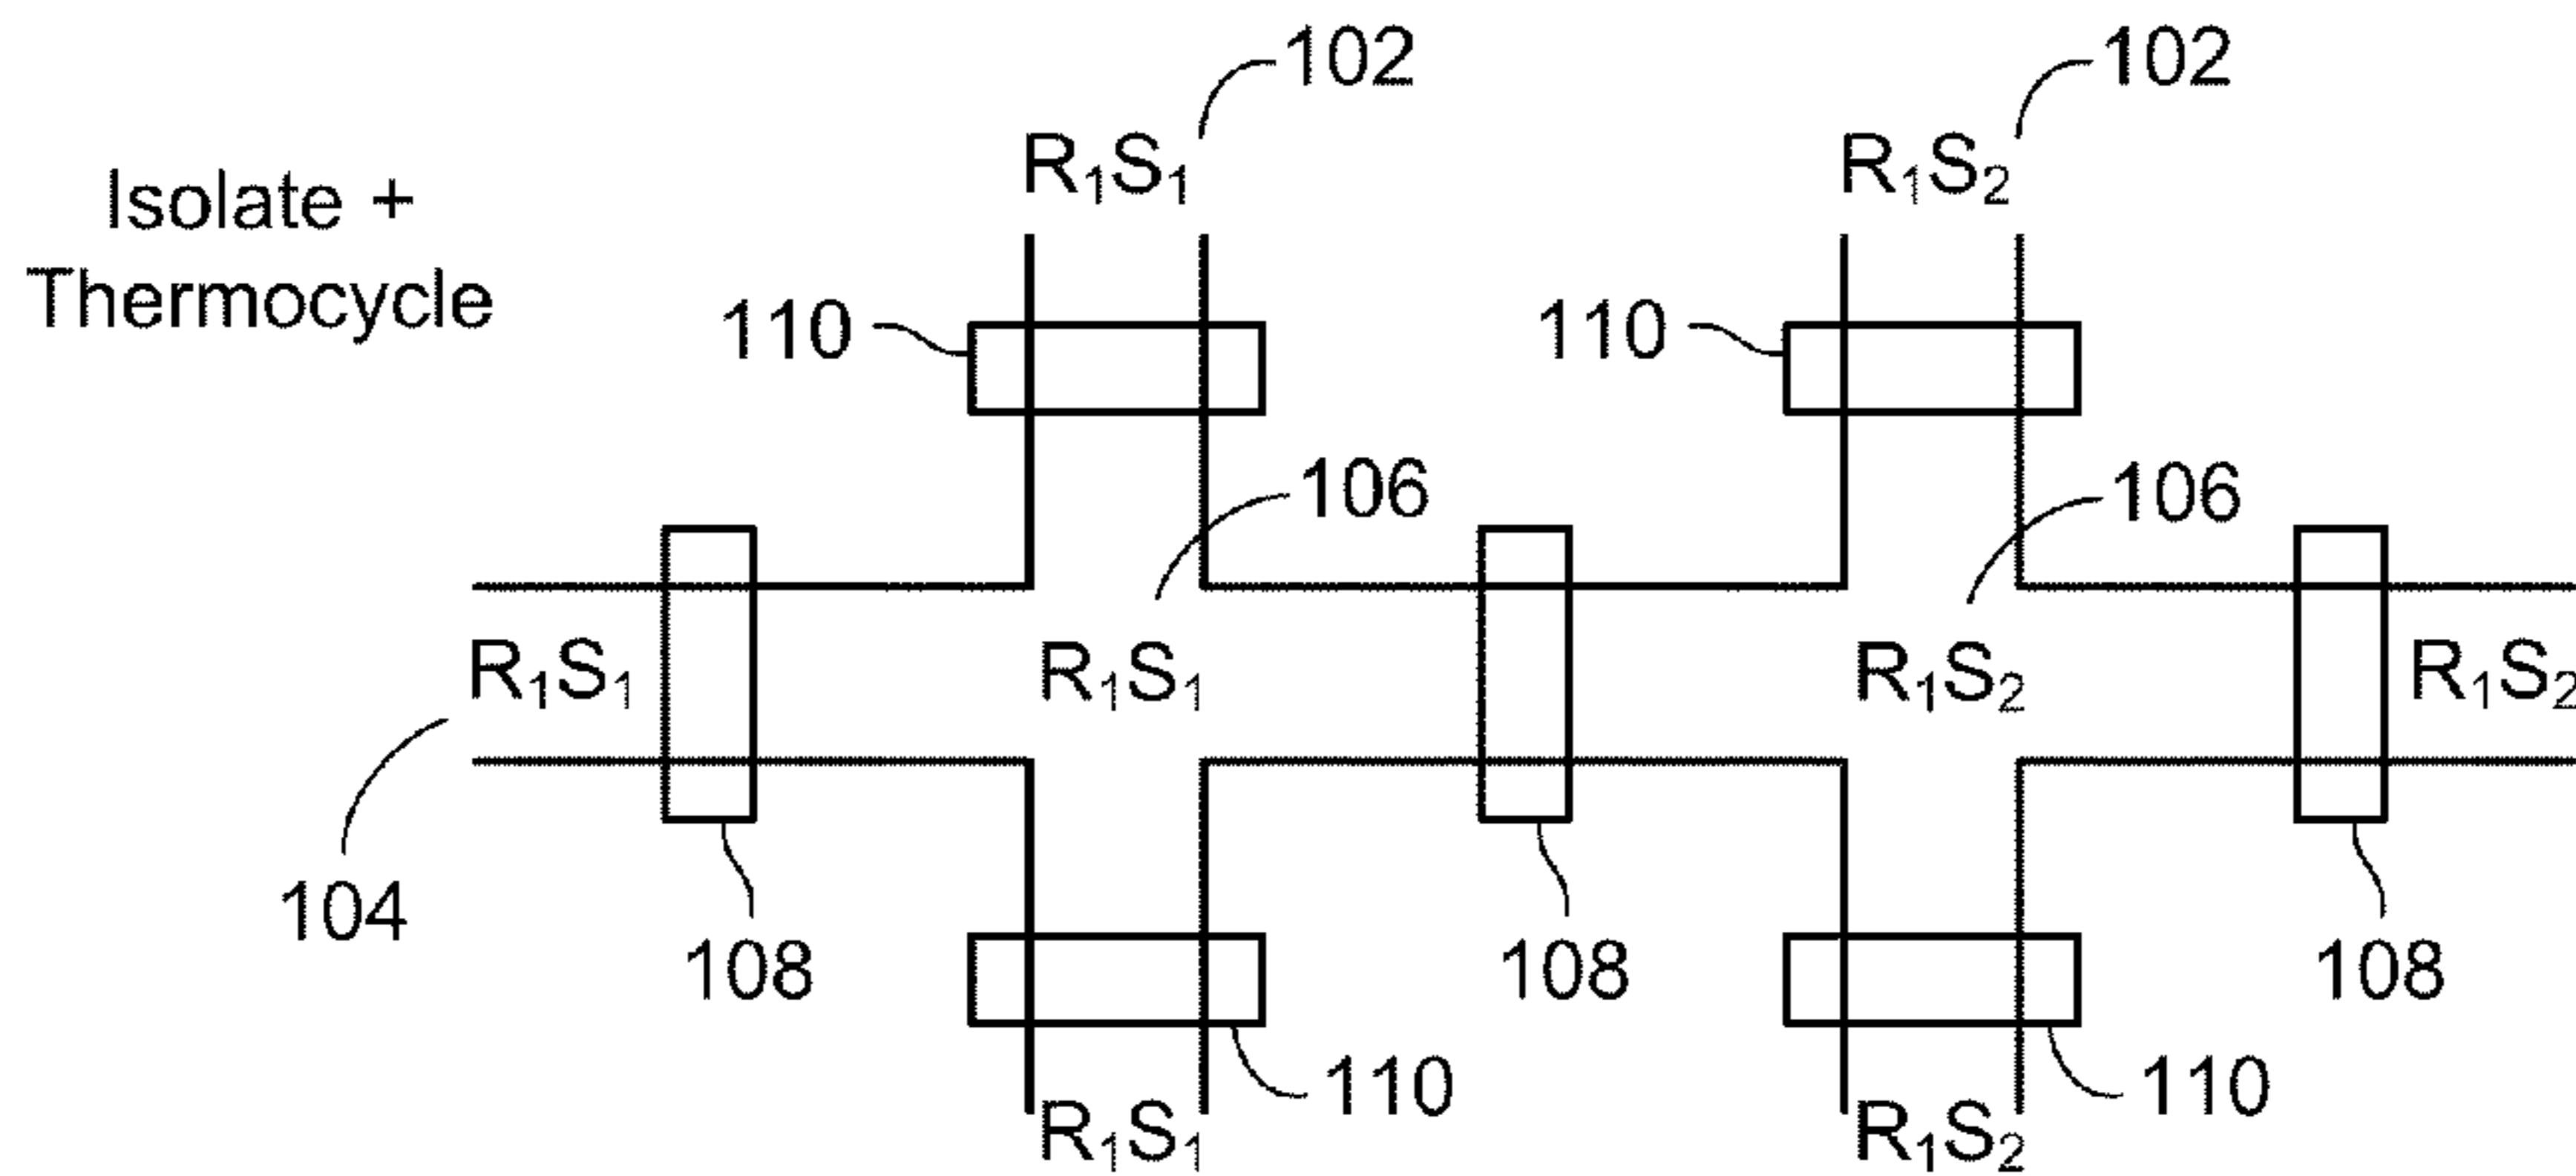 102 102
R₁S₁ R₁S₂
Isolate +
Thermocycle
110 110
106 106
R₁S₁ R₁S₁ R₁S₂ R₁S₂
104 108 108 108
110 110
R₁S₁ R₁S₂